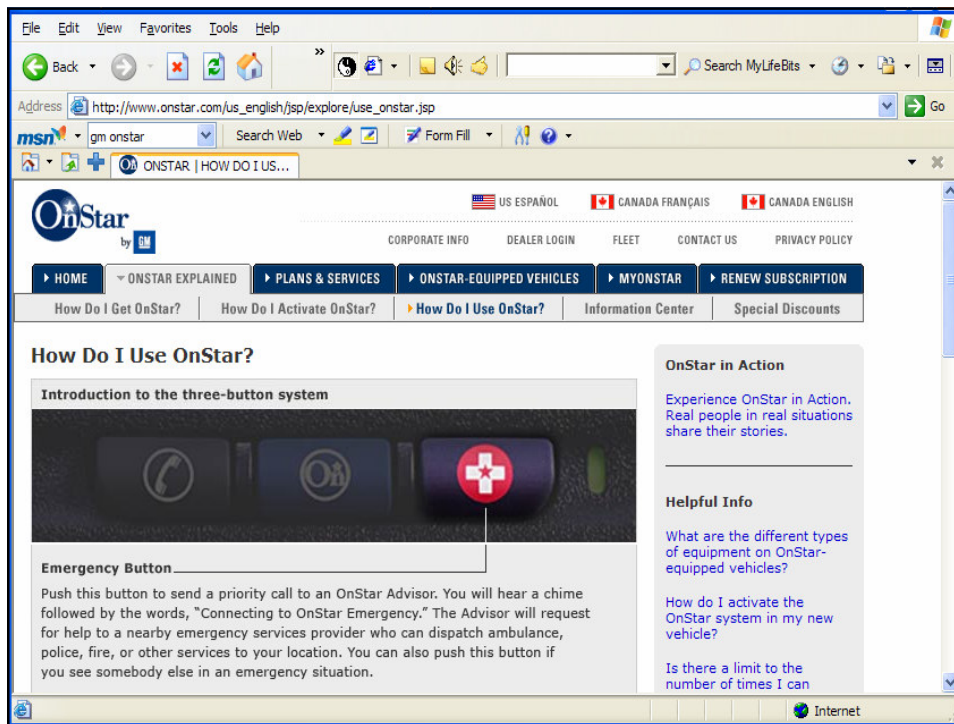 File Edit View Favorites Tools Help
Back » Search MyLifeBits
Address http://www.onstar.com/us_english/jsp/explore/use_onstar.jsp Go
msn gm onstar Search Web Form Fill
ONSTAR | HOW DO I US...
OnStar
by GM
US ESPAÑOL CANADA FRANÇAIS CANADA ENGLISH
CORPORATE INFO DEALER LOGIN FLEET CONTACT US PRIVACY POLICY
HOME ONSTAR EXPLAINED PLANS & SERVICES ONSTAR-EQUIPPED VEHICLES MYONSTAR RENEW SUBSCRIPTION
How Do I Get OnStar? How Do I Activate OnStar? How Do I Use OnStar? Information Center Special Discounts
How Do I Use OnStar?
Introduction to the three-button system
On
Emergency Button
Push this button to send a priority call to an OnStar Advisor. You will hear a chime
followed by the words, “Connecting to OnStar Emergency.” The Advisor will request
for help to a nearby emergency services provider who can dispatch ambulance,
police, fire, or other services to your location. You can also push this button if
you see somebody else in an emergency situation.
OnStar in Action
Experience OnStar in Action.
Real people in real situations
share their stories.
Helpful Info
What are the different types
of equipment on OnStar-
equipped vehicles?
How do I activate the
OnStar system in my new
vehicle?
Is there a limit to the
number of times I can
Internet